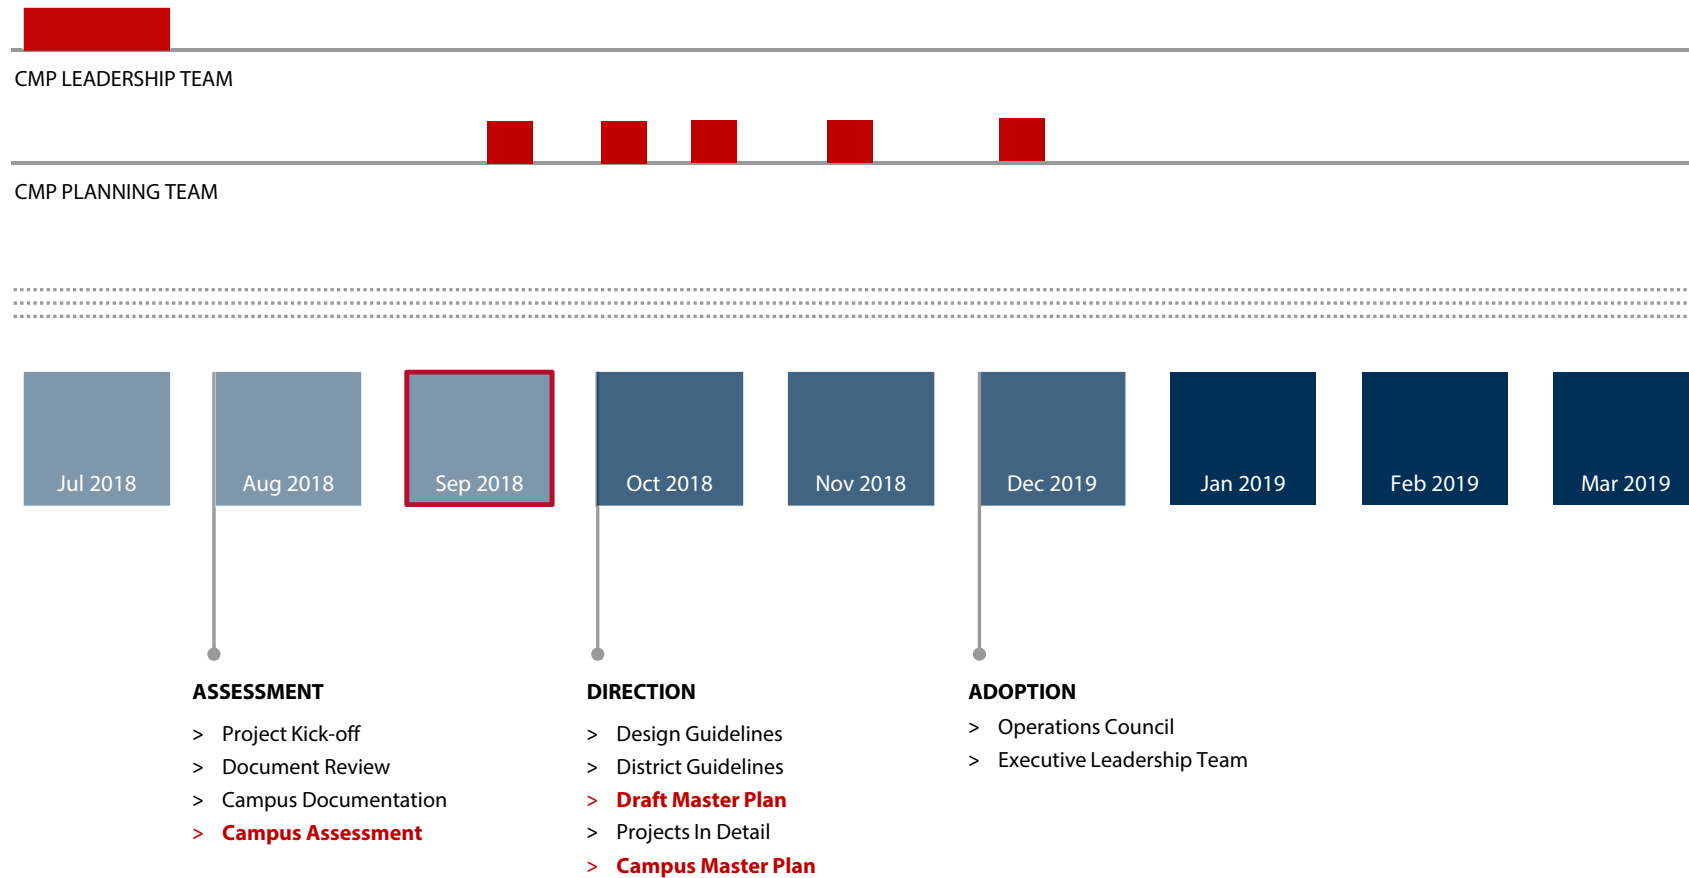 CMP LEADERSHIP TEAM
CMP PLANNING TEAM
Jul 2018
Aug 2018
Sep 2018
Oct 2018
Nov 2018
Dec 2019
Jan 2019
Feb 2019
Mar 2019
ASSESSMENT
> Project Kick-off
> Document Review
> Campus Documentation
> Campus Assessment
DIRECTION
> Design Guidelines
> District Guidelines
> Draft Master Plan
> Projects In Detail
> Campus Master Plan
ADOPTION
> Operations Council
> Executive Leadership Team